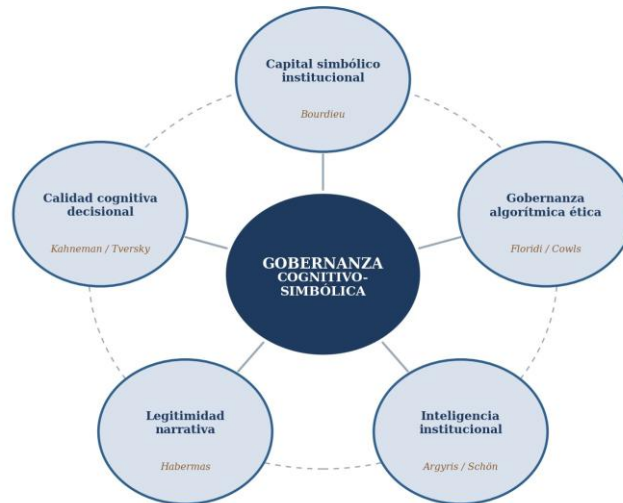 Capital simbólico
institucional
Bourdieu
Calidad cognitiva
decisional
Kahneman / Tversky
Gobernanza
algorítmica ética
Floridi / Cowls
GOBERNANZA
COGNITIVO-
SIMBÓLICA
Legitimidad
narrativa
Habermas
Inteligencia
institucional
Argyris / Schön